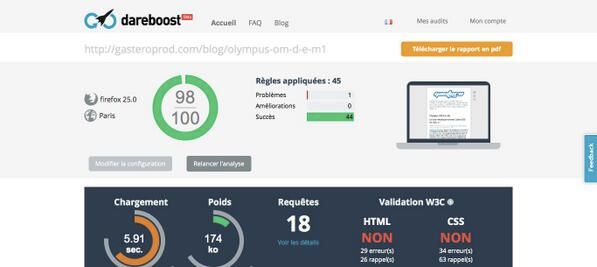 dareboost
Accueil FAQ Blog Mes audits Mon compte
http://gasteroprod.com/blog/olympus-om-d-e-m1
Télécharger le rapport en pdf
Règles appliquées : 45
firefox 25.0
Paris
98
100
Problèmes 1
Améliorations 0
Succès 44
Modifier la configuration
Relancer l'analyse
Feedback
Chargement
5.91
sec.
Poids
174
ko
Requêtes
18
Voir les détails
Validation W3C
HTML
NON
29 erreur(s)
26 rappel(s)
CSS
NON
34 erreur(s)
63 rappel(s)